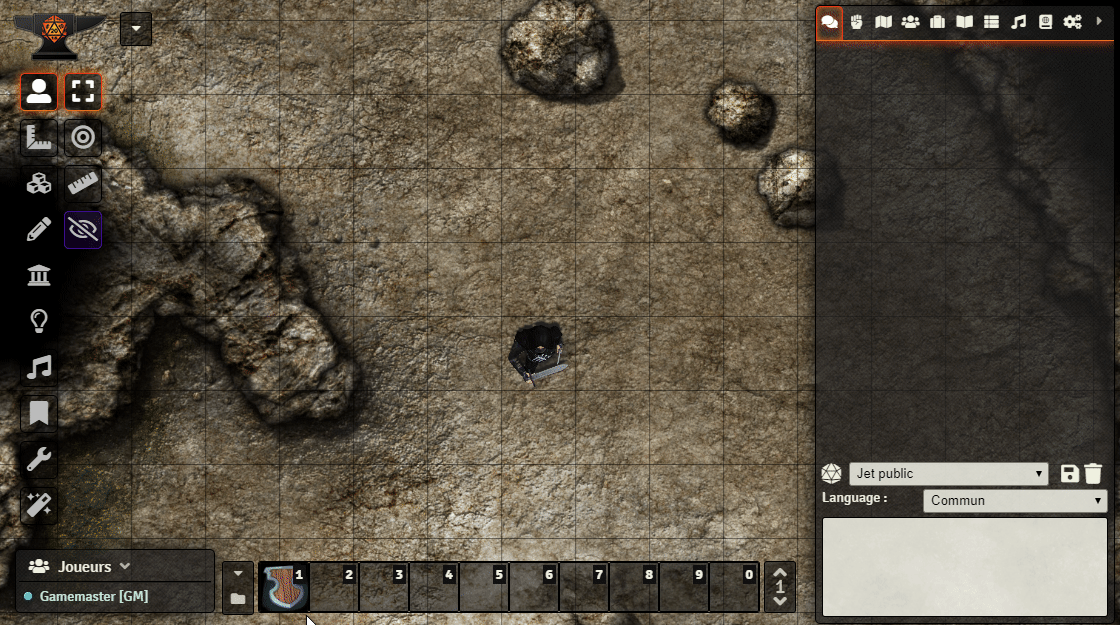 Jet public
Language :
Commun
Joueurs
Gamemaster [GM]
1 2 3 4 5 6 7 8 9 0
1